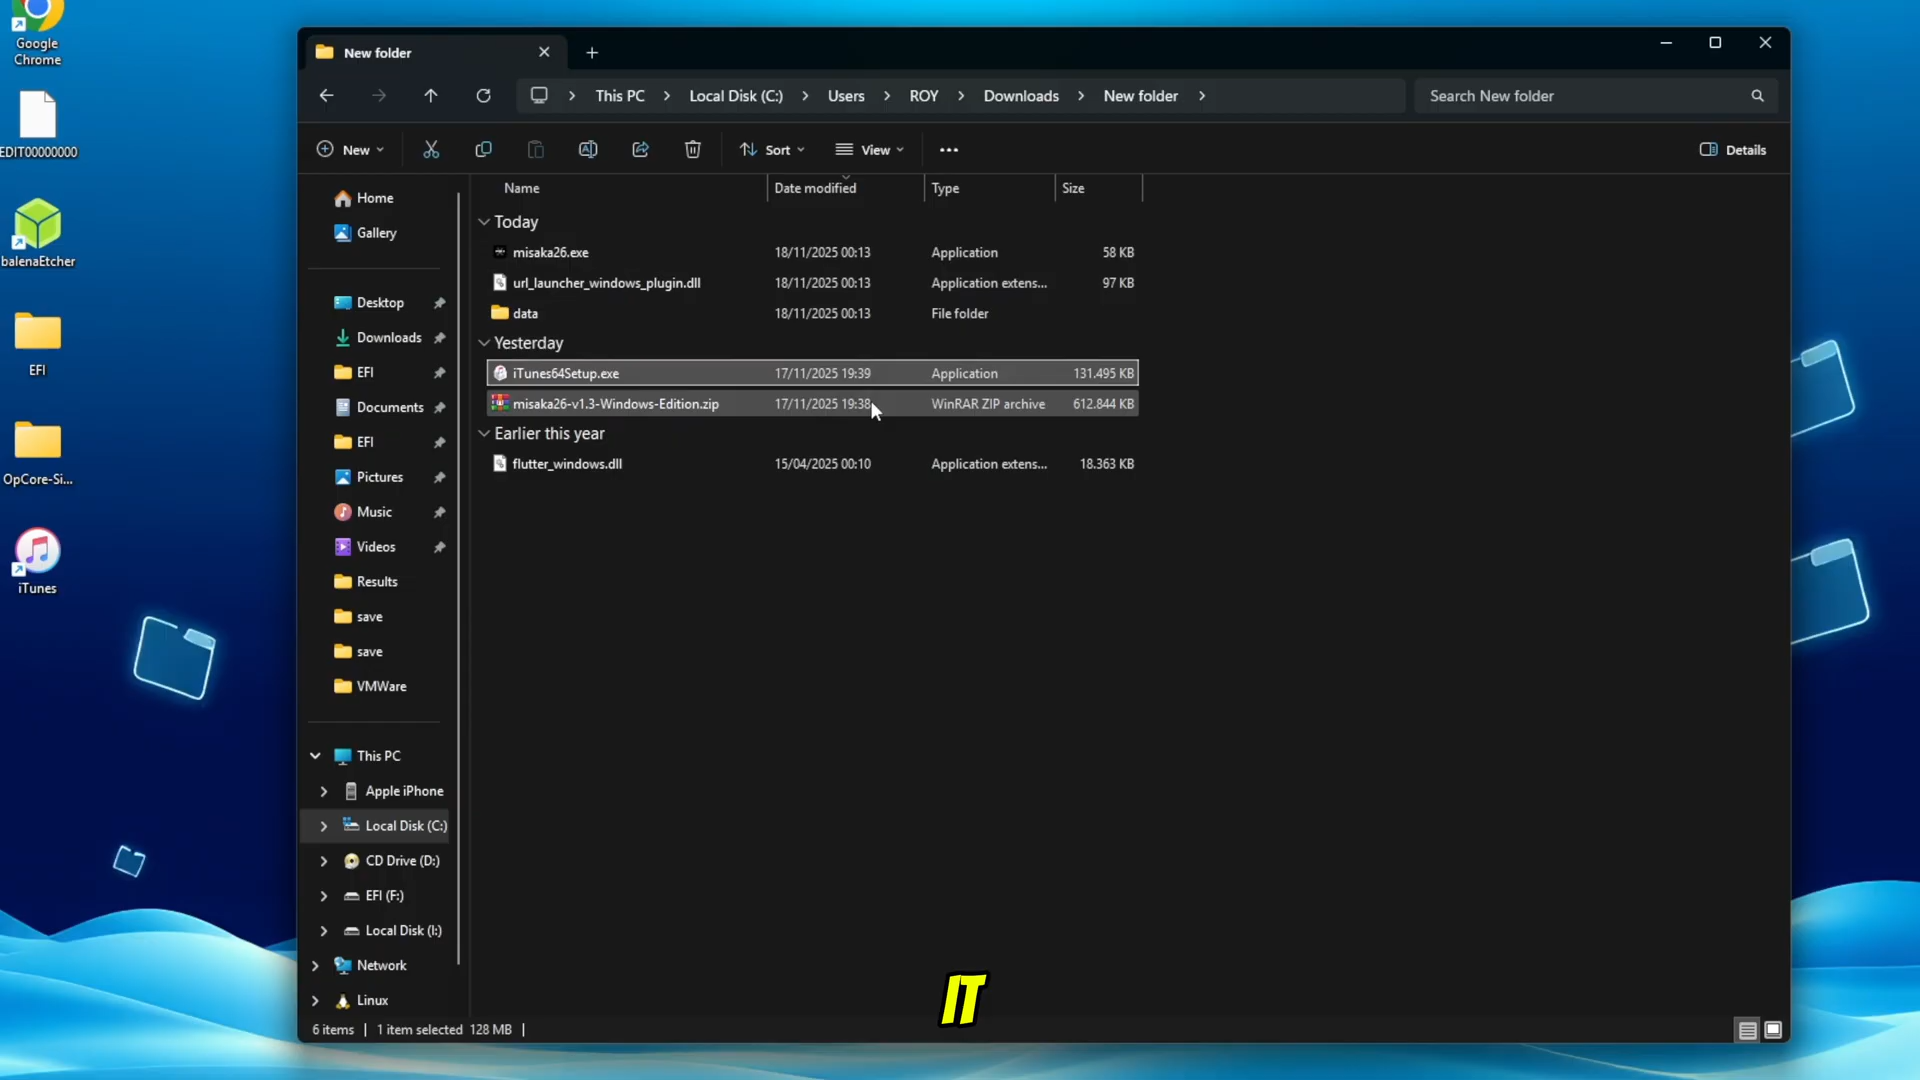 Google
Chrome
EDIT00000000
balenaEtcher
EFI
OpCore-Si...
iTunes
New folder
This PC
Local Disk (C:)
Users
ROY
Downloads
New folder
Search New folder
New
Sort
View
Details
Name
Date modified
Type
Size
Today
misaka26.exe 18/11/2025 00:13 Application 58 KB
url_launcher_windows_plugin.dll 18/11/2025 00:13 Application extens... 97 KB
data 18/11/2025 00:13 File folder
Yesterday
iTunes64Setup.exe 17/11/2025 19:39 Application 131.495 KB
misaka26-v1.3-Windows-Edition.zip 17/11/2025 19:38 WinRAR ZIP archive 612.844 KB
Earlier this year
flutter_windows.dll 15/04/2025 00:10 Application extens... 18.363 KB
Home
Gallery
Desktop
Downloads
EFI
Documents
EFI
Pictures
Music
Videos
Results
save
save
VMWare
This PC
Apple iPhone
Local Disk (C:)
CD Drive (D:)
EFI (F:)
Local Disk (I:)
Network
Linux
IT
6 items
1 item selected 128 MB